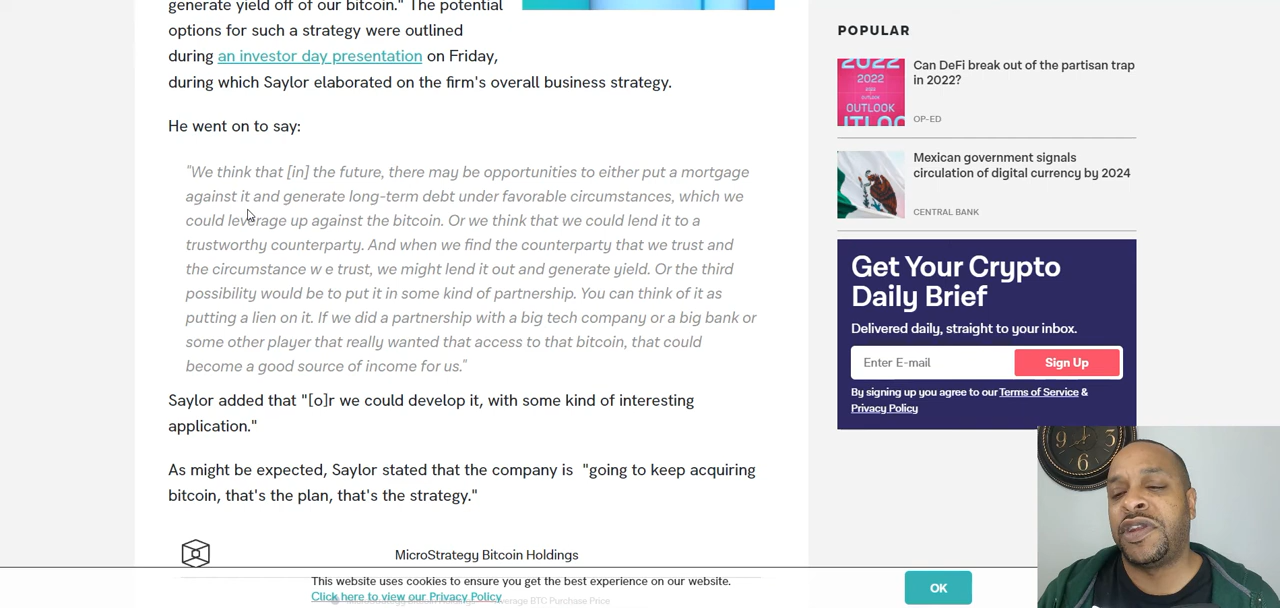 generate yield off of our bitcoin." The potential
options for such a strategy were outlined
during an investor day presentation on Friday,
during which Saylor elaborated on the firm's overall business strategy.
He went on to say:
"We think that [in] the future, there may be opportunities to either put a mortgage
against it and generate long-term debt under favorable circumstances, which we
could leverage up against the bitcoin. Or we think that we could lend it to a
trustworthy counterparty. And when we find the counterparty that we trust and
the circumstance w e trust, we might lend it out and generate yield. Or the third
possibility would be to put it in some kind of partnership. You can think of it as
putting a lien on it. If we did a partnership with a big tech company or a big bank or
some other player that really wanted that access to that bitcoin, that could
become a good source of income for us."
Saylor added that "[o]r we could develop it, with some kind of interesting
application."
As might be expected, Saylor stated that the company is "going to keep acquiring
bitcoin, that's the plan, that's the strategy."
MicroStrategy Bitcoin Holdings
This website uses cookies to ensure you get the best experience on our website.
Click here to view our Privacy Policy
OK
POPULAR
2022
2022
OUTLOOK
Can DeFi break out of the partisan trap
in 2022?
OP-ED
Mexican government signals
circulation of digital currency by 2024
CENTRAL BANK
Get Your Crypto
Daily Brief
Delivered daily, straight to your inbox.
Enter E-mail
Sign Up
By signing up you agree to our Terms of Service &
Privacy Policy